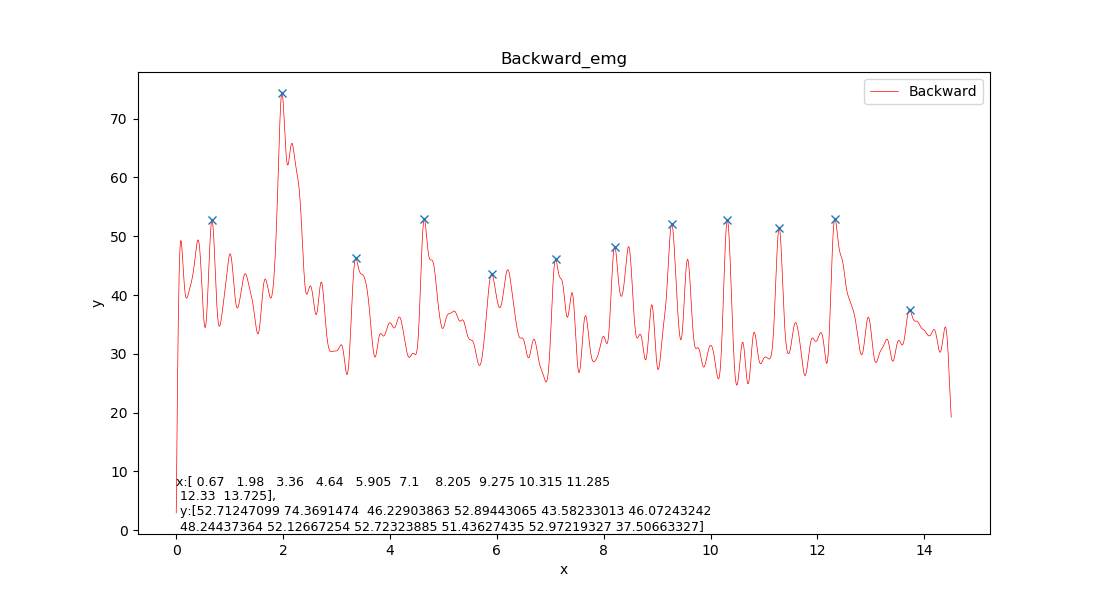 Backward_emg
Backward
70
60
50
40
30
20
10
0
y
x:[ 0.67 1.98 3.36 4.64 5.905 7.1 8.205 9.275 10.315 11.285
12.33 13.725],
y:[52.71247099 74.3691474 46.22903863 52.89443065 43.58233013 46.07243242
48.24437364 52.12667254 52.72323885 51.43627435 52.97219327 37.50663327]
0 2 4 6 8 10 12 14
x